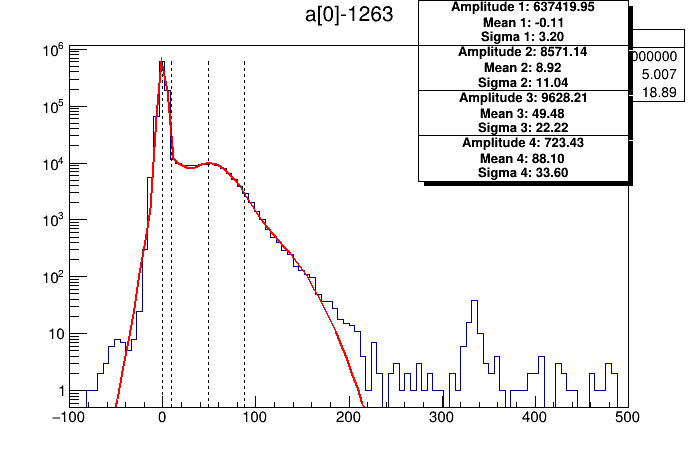 a[0]-1263
Amplitude 1: 637419.95
Mean 1: -0.11
Sigma 1: 3.20
Amplitude 2: 8571.14
Mean 2: 8.92
Sigma 2: 11.04
Amplitude 3: 9628.21
Mean 3: 49.48
Sigma 3: 22.22
Amplitude 4: 723.43
Mean 4: 88.10
Sigma 4: 33.60
5.007
18.89
10⁶
10⁵
10⁴
10³
10²
10
1
−100 0 100 200 300 400 500